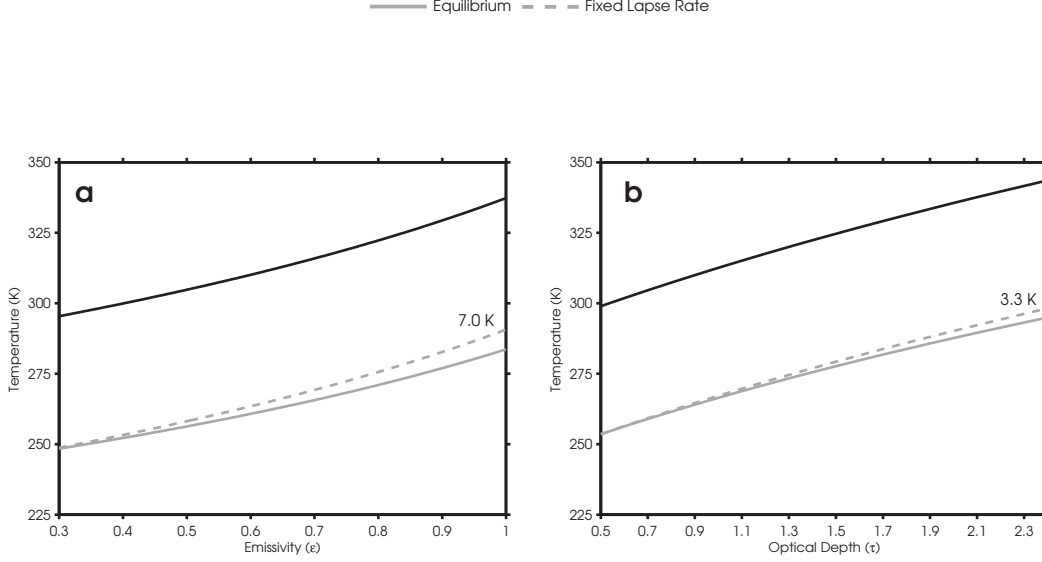 Equilibrium Fixed Lapse Rate
a
350
325
300
275
250
225
Temperature (K)
7.0 K
0.3 0.4 0.5 0.6 0.7 0.8 0.9 1
Emissivity (ε)
b
350
325
300
275
250
225
Temperature (K)
3.3 K
0.5 0.7 0.9 1.1 1.3 1.5 1.7 1.9 2.1 2.3
Optical Depth (τ)